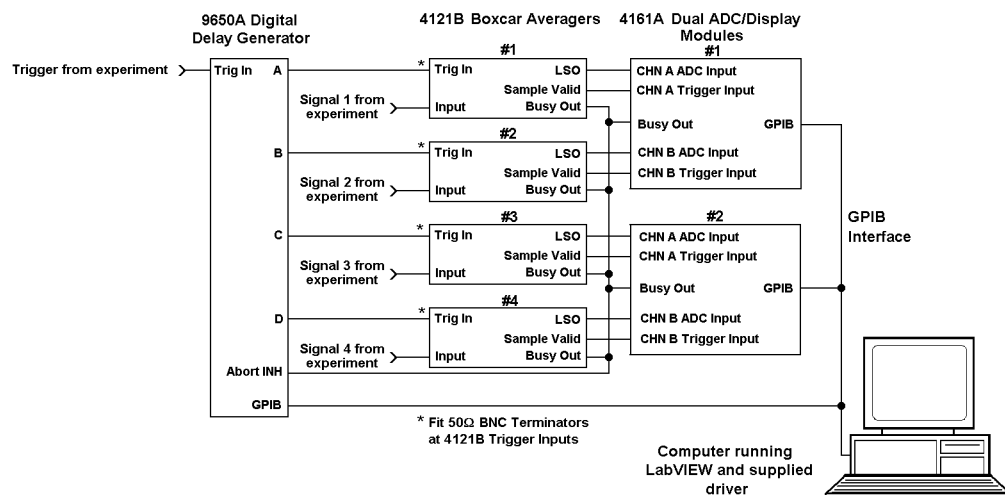 9650A Digital
Delay Generator
4121B Boxcar Averagers
4161A Dual ADC/Display
Modules
Trigger from experiment
Trig In
A
B
C
D
Abort INH
GPIB
#1
* Trig In
LSO
Sample Valid
Busy Out
Input
Signal 1 from
experiment
#2
* Trig In
LSO
Sample Valid
Busy Out
Input
Signal 2 from
experiment
#3
* Trig In
LSO
Sample Valid
Busy Out
Input
Signal 3 from
experiment
#4
* Trig In
LSO
Sample Valid
Busy Out
Input
Signal 4 from
experiment
#1
CHN A ADC Input
CHN A Trigger Input
Busy Out
GPIB
CHN B ADC Input
CHN B Trigger Input
#2
CHN A ADC Input
CHN A Trigger Input
Busy Out
GPIB
CHN B ADC Input
CHN B Trigger Input
GPIB
Interface
* Fit 50Ω BNC Terminators
at 4121B Trigger Inputs
Computer running
LabVIEW and supplied
driver